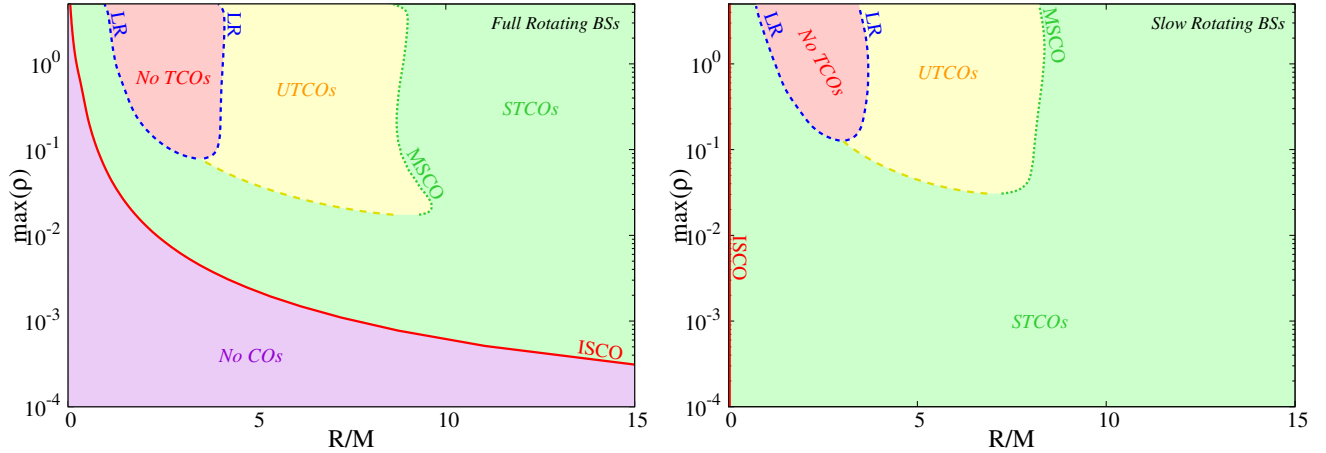 Full Rotating BSs
LR
LR
No TCOs
UTCOs
STCOs
MSCO
No COs
ISCO
max(ρ)
10^0
10^-1
10^-2
10^-3
10^-4
0
5
10
15
R/M
Slow Rotating BSs
LR
LR
MSCO
No TCOs
UTCOs
ISCO
STCOs
max(ρ)
10^0
10^-1
10^-2
10^-3
10^-4
0
5
10
15
R/M